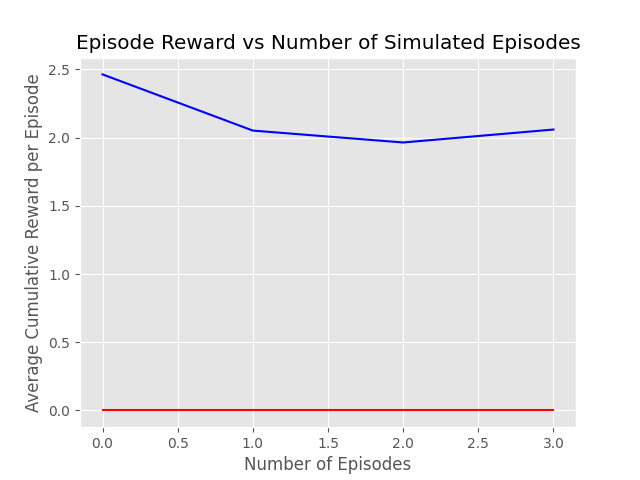 Episode Reward vs Number of Simulated Episodes
Average Cumulative Reward per Episode
2.5
2.0
1.5
1.0
0.5
0.0
0.0 0.5 1.0 1.5 2.0 2.5 3.0
Number of Episodes